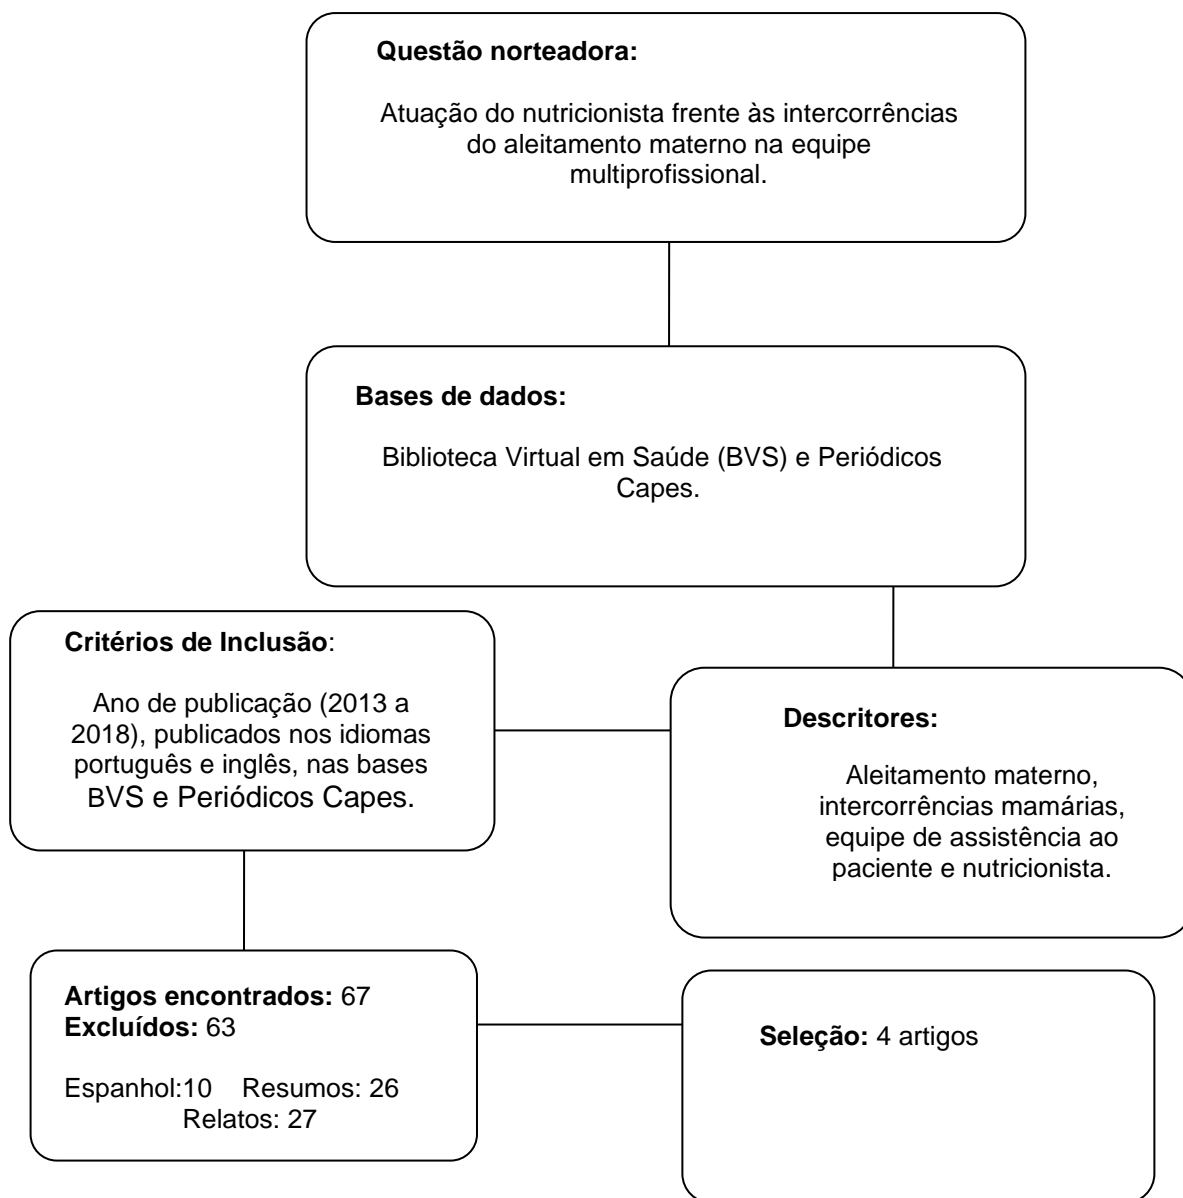 Questão norteadora:
Atuação do nutricionista frente às intercorrências
do aleitamento materno na equipe
multiprofissional.
Bases de dados:
Biblioteca Virtual em Saúde (BVS) e Periódicos
Capes.
Critérios de Inclusão:
Ano de publicação (2013 a
2018), publicados nos idiomas
português e inglês, nas bases
BVS e Periódicos Capes.
Descritores:
Aleitamento materno,
intercorrências mamárias,
equipe de assistência ao
paciente e nutricionista.
Artigos encontrados: 67
Excluídos: 63
Espanhol:10 Resumos: 26
Relatos: 27
Seleção: 4 artigos